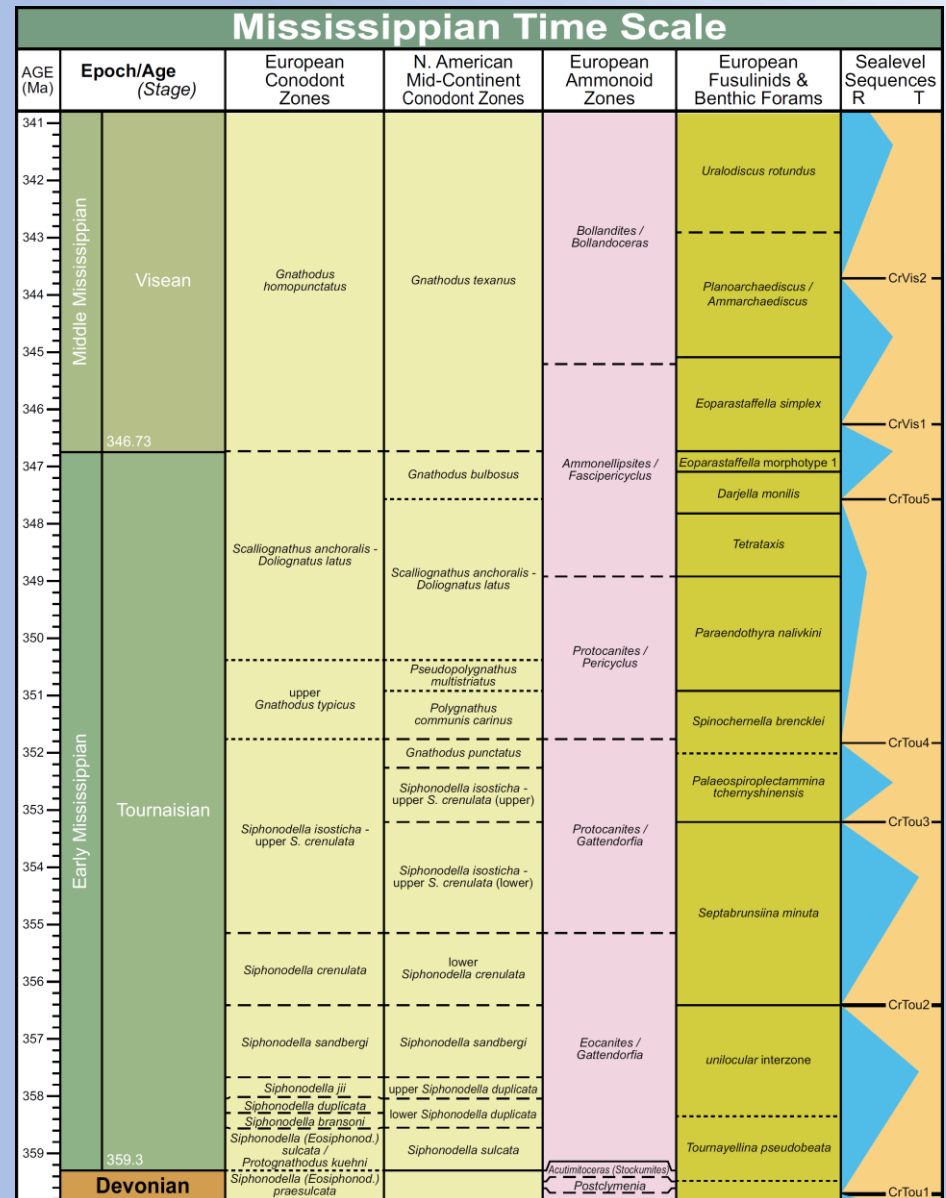 Mississippian Time Scale
AGE
(Ma)
Epoch/Age
(Stage)
European
Conodont
Zones
N. American
Mid-Continent
Conodont Zones
European
Ammonoid
Zones
European
Fusulinids &
Benthic Forams
Sealevel
Sequences
R T
341
342
343
344
345
346
347
348
349
350
351
352
353
354
355
356
357
358
359
Middle Mississippian
Early Mississippian
Visean
346.73
Tournaisian
359.3
Devonian
Gnathodus
homopunctatus
Scalliognathus anchoralis -
Doliognatus latus
upper
Gnathodus typicus
Siphonodella isosticha -
upper S. crenulata
Siphonodella crenulata
Siphonodella sandbergi
Siphonodella jii
Siphonodella duplicata
Siphonodella bransoni
Siphonodella (Eosiphonod.)
sulcata /
Protognathodus kuehni
Siphonodella (Eosiphonod.)
praesulcata
Gnathodus texanus
Gnathodus bulbosus
Scalliognathus anchoralis -
Doliognatus latus
Pseudopolygnathus
multistriatus
Polygnathus
communis carinus
Gnathodus punctatus
Siphonodella isosticha -
upper S. crenulata (upper)
Siphonodella isosticha -
upper S. crenulata (lower)
lower
Siphonodella crenulata
Siphonodella sandbergi
upper Siphonodella duplicata
lower Siphonodella duplicata
Siphonodella sulcata
Bollandites /
Bollandoceras
Ammonellipsites /
Fascipericyclus
Protocanites /
Pericyclus
Protocanites /
Gattendorfia
Eocanites /
Gattendorfia
Acutimitoceras (Stockumites)
Postclymenia
Uralodiscus rotundus
Planoarchaediscus /
Ammarchaediscus
Eoparastaffella simplex
Eoparastaffella morphotype 1
Darjella monilis
Tetrataxis
Paraendothyra nalivkini
Spinochernella brencklei
Palaeospiroplectammina
tchernyshinensis
Septabrunsiina minuta
unilocular interzone
Tournayellina pseudobeata
CrVis2
CrVis1
CrTou5
CrTou4
CrTou3
CrTou2
CrTou1